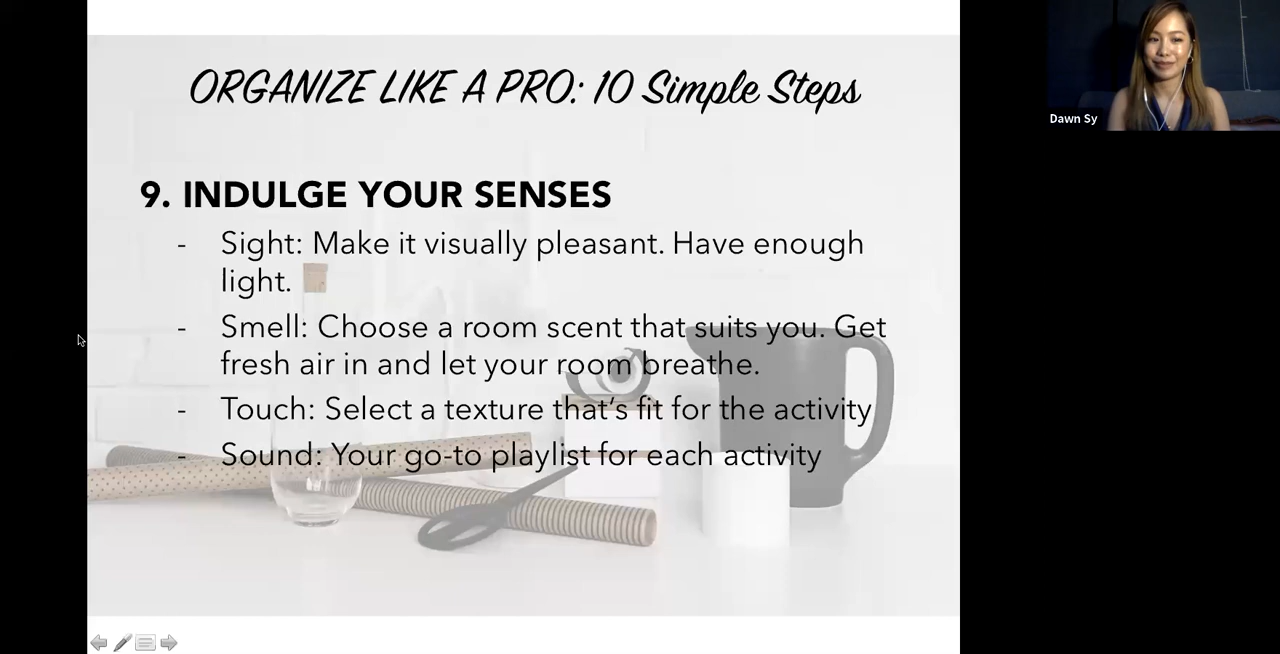 ORGANIZE LIKE A PRO: 10 Simple Steps
9. INDULGE YOUR SENSES
- Sight: Make it visually pleasant. Have enough
light.
- Smell: Choose a room scent that suits you. Get
fresh air in and let your room breathe.
- Touch: Select a texture that’s fit for the activity
- Sound: Your go-to playlist for each activity
Dawn Sy